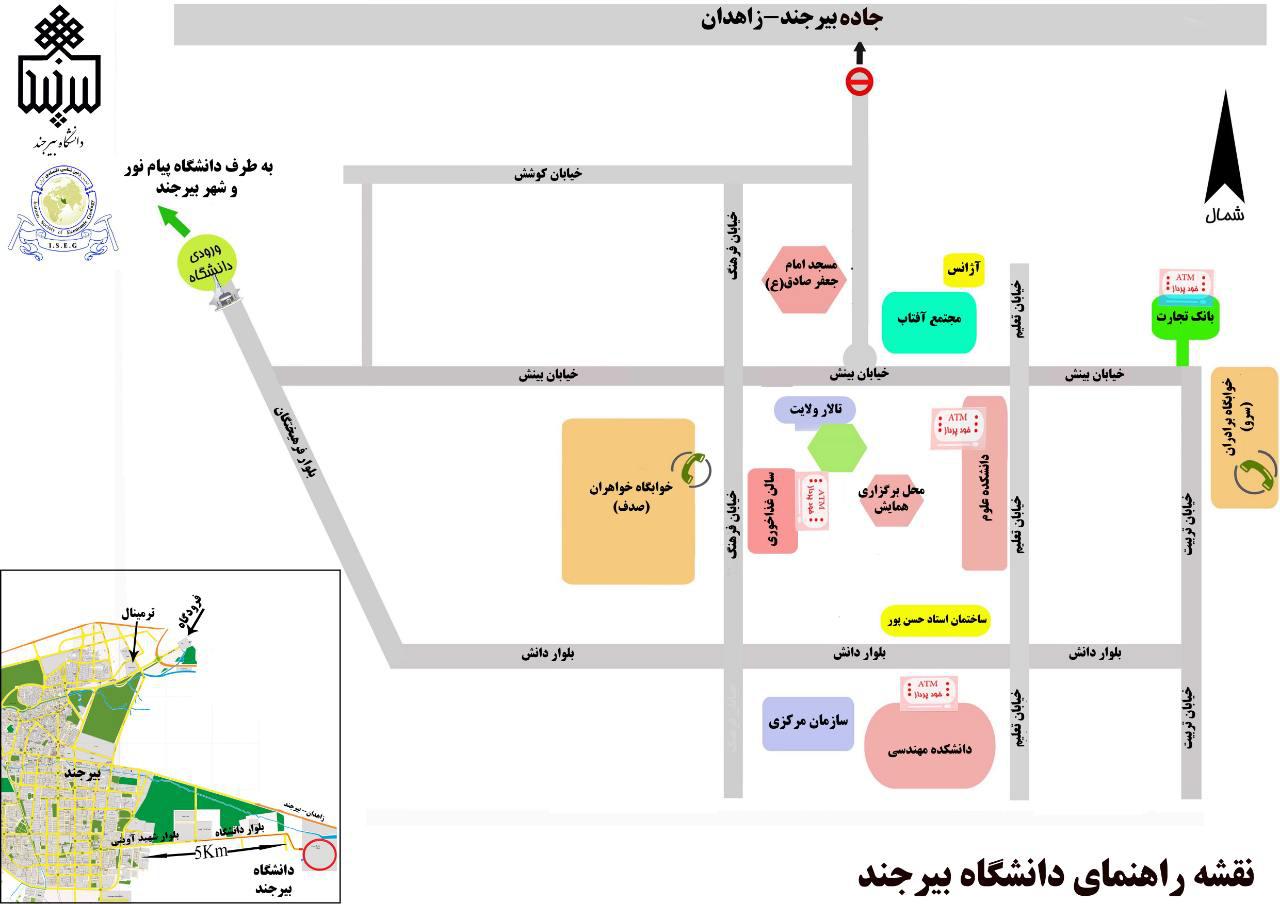 جاده بیرجند-زاهدان
دانشگاه بیرجند
I.S.E.G
به طرف دانشگاه پیام نور
و شهر بیرجند
ورودی
دانشگاه
شمال
خیابان کوشش
خیابان فرهنگ
مسجد امام
جعفر صادق(ع)
آژانس
مجتمع آفتاب
خیابان تعلیم
ATM
خود پرداز
بانک تجارت
خیابان بینش
خیابان بینش
خیابان بینش
خوابگاه برادران
(سرو)
بلوار فرهیختگان
تالار ولایت
ATM
خود پرداز
دانشکده علوم
خوابگاه خواهران
(صدف)
خیابان فرهنگ
سالن غذاخوری
ATM
خود پرداز
محل برگزاری
همایش
خیابان تعلیم
خیابان تربیت
ساختمان استاد حسن پور
بلوار دانش
بلوار دانش
بلوار دانش
سازمان مرکزی
ATM
خود پرداز
دانشکده مهندسی
خیابان تعلیم
خیابان تربیت
فرودگاه
ترمینال
بیرجند
زاهدان--بیرجند
بلوار دانشگاه
بلوار شهید آوینی
5Km
دانشگاه
بیرجند
نقشه راهنمای دانشگاه بیرجند